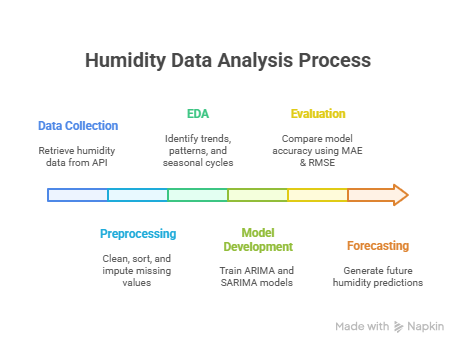 Humidity Data Analysis Process
Data Collection
Retrieve humidity
data from API
EDA
Identify trends,
patterns, and
seasonal cycles
Evaluation
Compare model
accuracy using MAE
& RMSE
Preprocessing
Clean, sort, and
impute missing
values
Model
Development
Train ARIMA and
SARIMA models
Forecasting
Generate future
humidity predictions
Made with Napkin